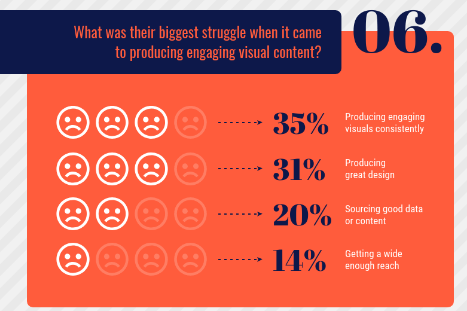 What was their biggest struggle when it came
to producing engaging visual content?
06.
35%
Producing engaging
visuals consistently
31%
Producing
great design
20%
Sourcing good data
or content
14%
Getting a wide
enough reach